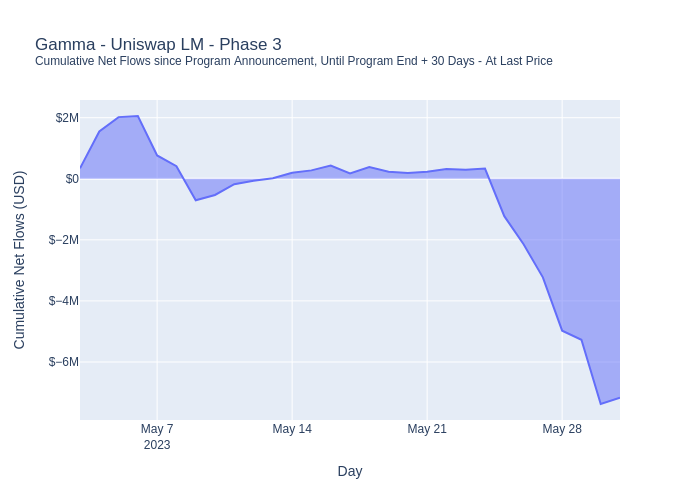 Gamma - Uniswap LM - Phase 3
Cumulative Net Flows since Program Announcement, Until Program End + 30 Days - At Last Price
Cumulative Net Flows (USD)
$2M
$0
$−2M
$−4M
$−6M
May 7
2023
May 14
May 21
May 28
Day